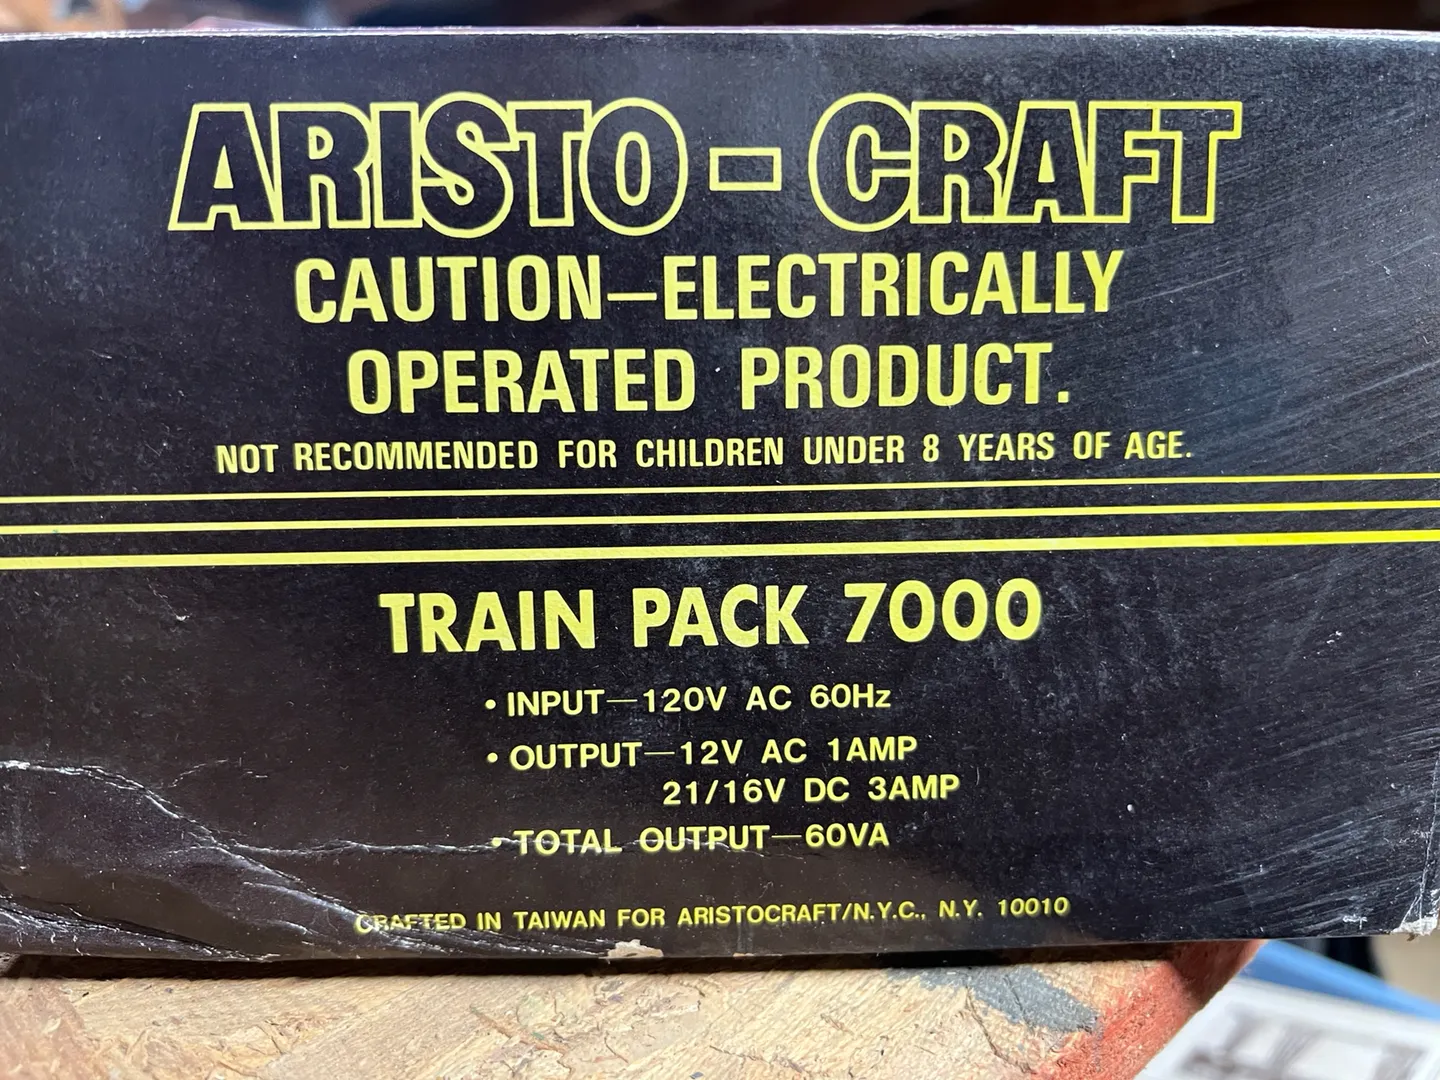 ARISTO-CRAFT
CAUTION—ELECTRICALLY
OPERATED PRODUCT.
NOT RECOMMENDED FOR CHILDREN UNDER 8 YEARS OF AGE.
TRAIN PACK 7000
• INPUT—120V AC 60Hz
• OUTPUT—12V AC 1AMP
21/16V DC 3AMP
• TOTAL OUTPUT—60VA
CRAFTED IN TAIWAN FOR ARISTOCRAFT/N.Y.C., N.Y. 10010